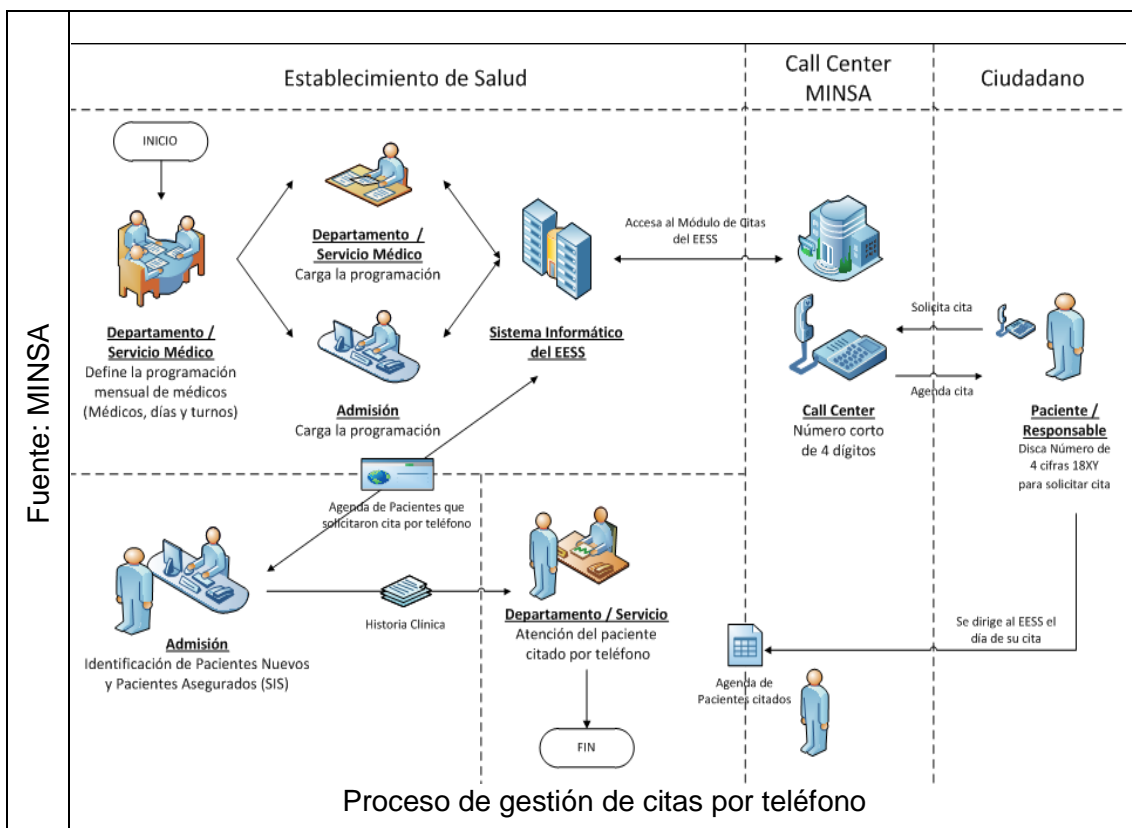 Fuente: MINSA
Establecimiento de Salud
Call Center
MINSA
Ciudadano
INICIO
Departamento /
Servicio Médico
Define la programación
mensual de médicos
(Médicos, días y turnos)
Departamento /
Servicio Médico
Carga la programación
Admisión
Carga la programación
Sistema Informático
del EESS
Accesa al Módulo de Citas
del EESS
Call Center
Número corto
de 4 dígitos
Solicita cita
Agenda cita
Paciente /
Responsable
Disca Número de
4 cifras 18XY
para solicitar cita
Agenda de Pacientes que
solicitaron cita por teléfono
Admisión
Identificación de Pacientes Nuevos
y Pacientes Asegurados (SIS)
Historia Clínica
Departamento / Servicio
Atención del paciente
citado por teléfono
FIN
Se dirige al EESS el
día de su cita
Agenda de
Pacientes citados
Proceso de gestión de citas por teléfono